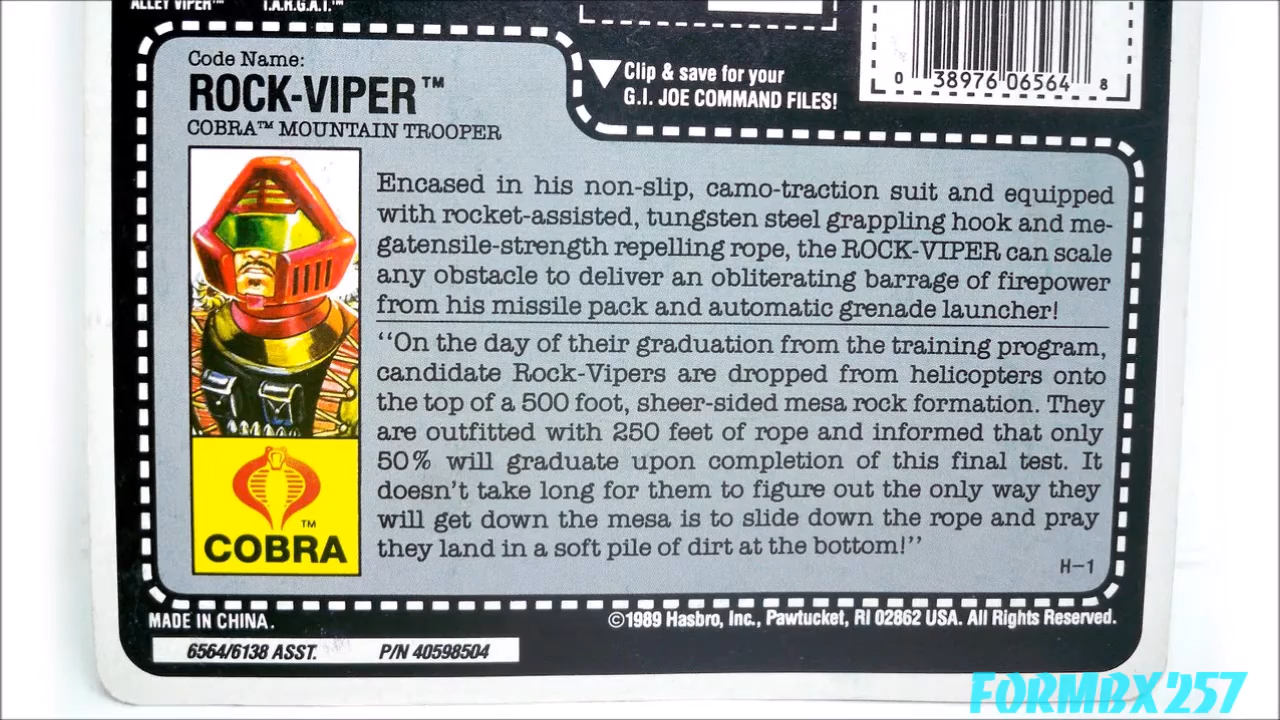 ALLEY VIPER™ T.A.R.G.A.T.™
Code Name:
ROCK-VIPER™
COBRA™ MOUNTAIN TROOPER
Clip & save for your
G.I. JOE COMMAND FILES!
0 38976 06564 8
Encased in his non-slip, camo-traction suit and equipped
with rocket-assisted, tungsten steel grappling hook and me-
gatensile-strength repelling rope, the ROCK-VIPER can scale
any obstacle to deliver an obliterating barrage of firepower
from his missile pack and automatic grenade launcher!
‘‘On the day of their graduation from the training program,
candidate Rock-Vipers are dropped from helicopters onto
the top of a 500 foot, sheer-sided mesa rock formation. They
are outfitted with 250 feet of rope and informed that only
50% will graduate upon completion of this final test. It
doesn't take long for them to figure out the only way they
will get down the mesa is to slide down the rope and pray
they land in a soft pile of dirt at the bottom!’’
H-1
TM
COBRA
MADE IN CHINA.
©1989 Hasbro, Inc., Pawtucket, RI 02862 USA. All Rights Reserved.
6564/6138 ASST. P/N 40598504
FORMBX'257